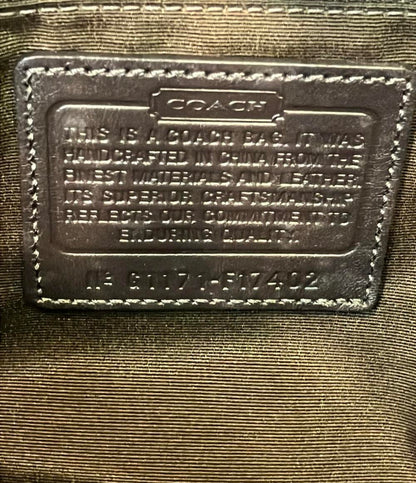 COACH
THIS IS A COACH BAG. IT WAS
HANDCRAFTED IN CHINA FROM THE
FINEST MATERIALS AND LEATHER.
ITS SUPERIOR CRAFTSMANSHIP
REFLECTS OUR COMMITMENT TO
ENDURING QUALITY.
Nº G1171-F17402